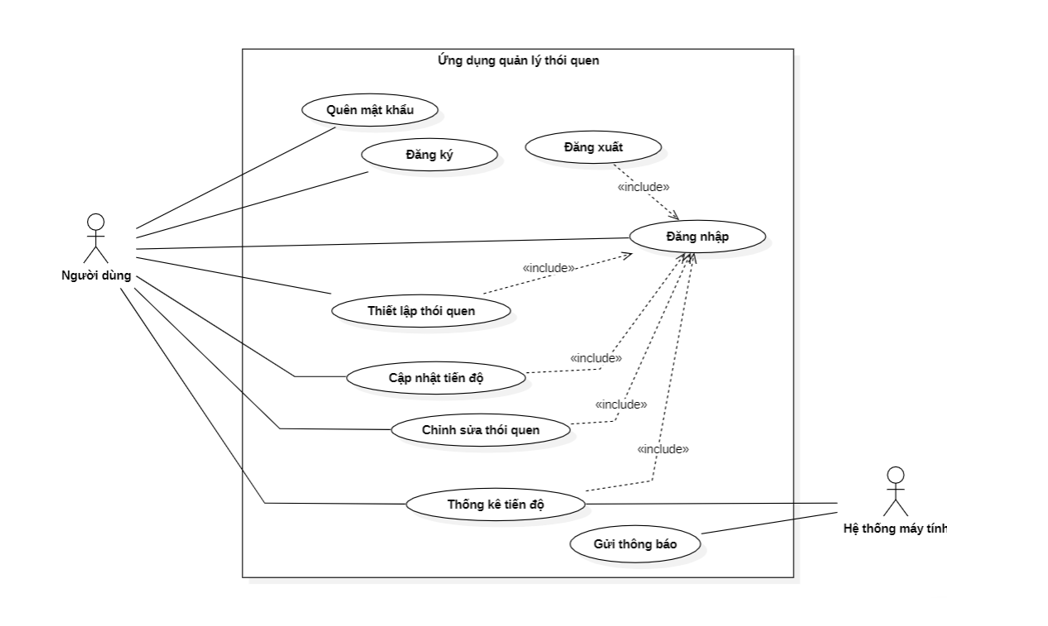 Ứng dụng quản lý thói quen
Quên mật khẩu
Đăng ký
Đăng xuất
«include»
Đăng nhập
Người dùng
«include»
Thiết lập thói quen
«include»
Cập nhật tiến độ
«include»
Chỉnh sửa thói quen
«include»
Thống kê tiến độ
Hệ thống máy tính
Gửi thông báo